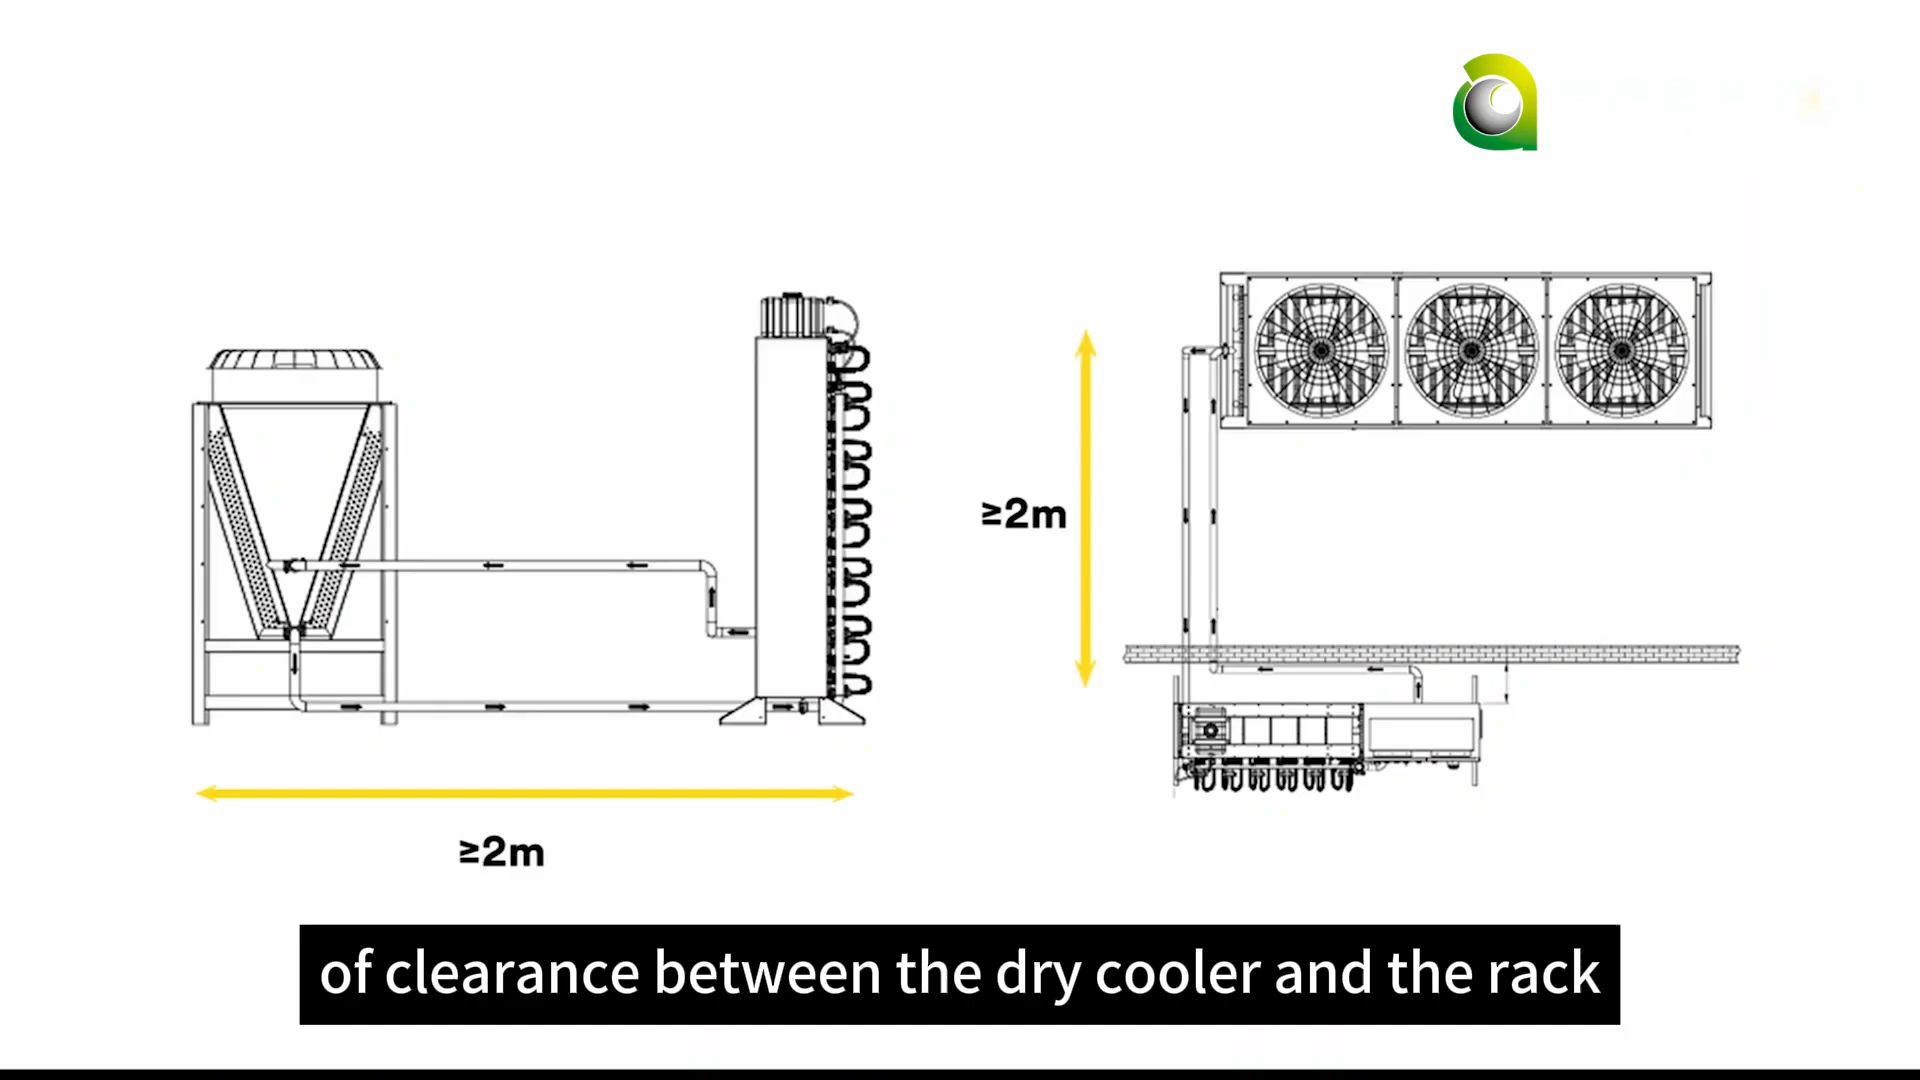 ≥2m
≥2m
of clearance between the dry cooler and the rack